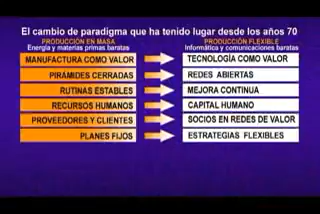 El cambio de paradigma que ha tenido lugar desde los años 70
PRODUCCIÓN EN MASA
Energía y materias primas baratas
PRODUCCIÓN FLEXIBLE
Informática y comunicaciones baratas
MANUFACTURA COMO VALOR
TECNOLOGÍA COMO VALOR
PIRÁMIDES CERRADAS
REDES ABIERTAS
RUTINAS ESTABLES
MEJORA CONTINUA
RECURSOS HUMANOS
CAPITAL HUMANO
PROVEEDORES Y CLIENTES
SOCIOS EN REDES DE VALOR
PLANES FIJOS
ESTRATEGIAS FLEXIBLES